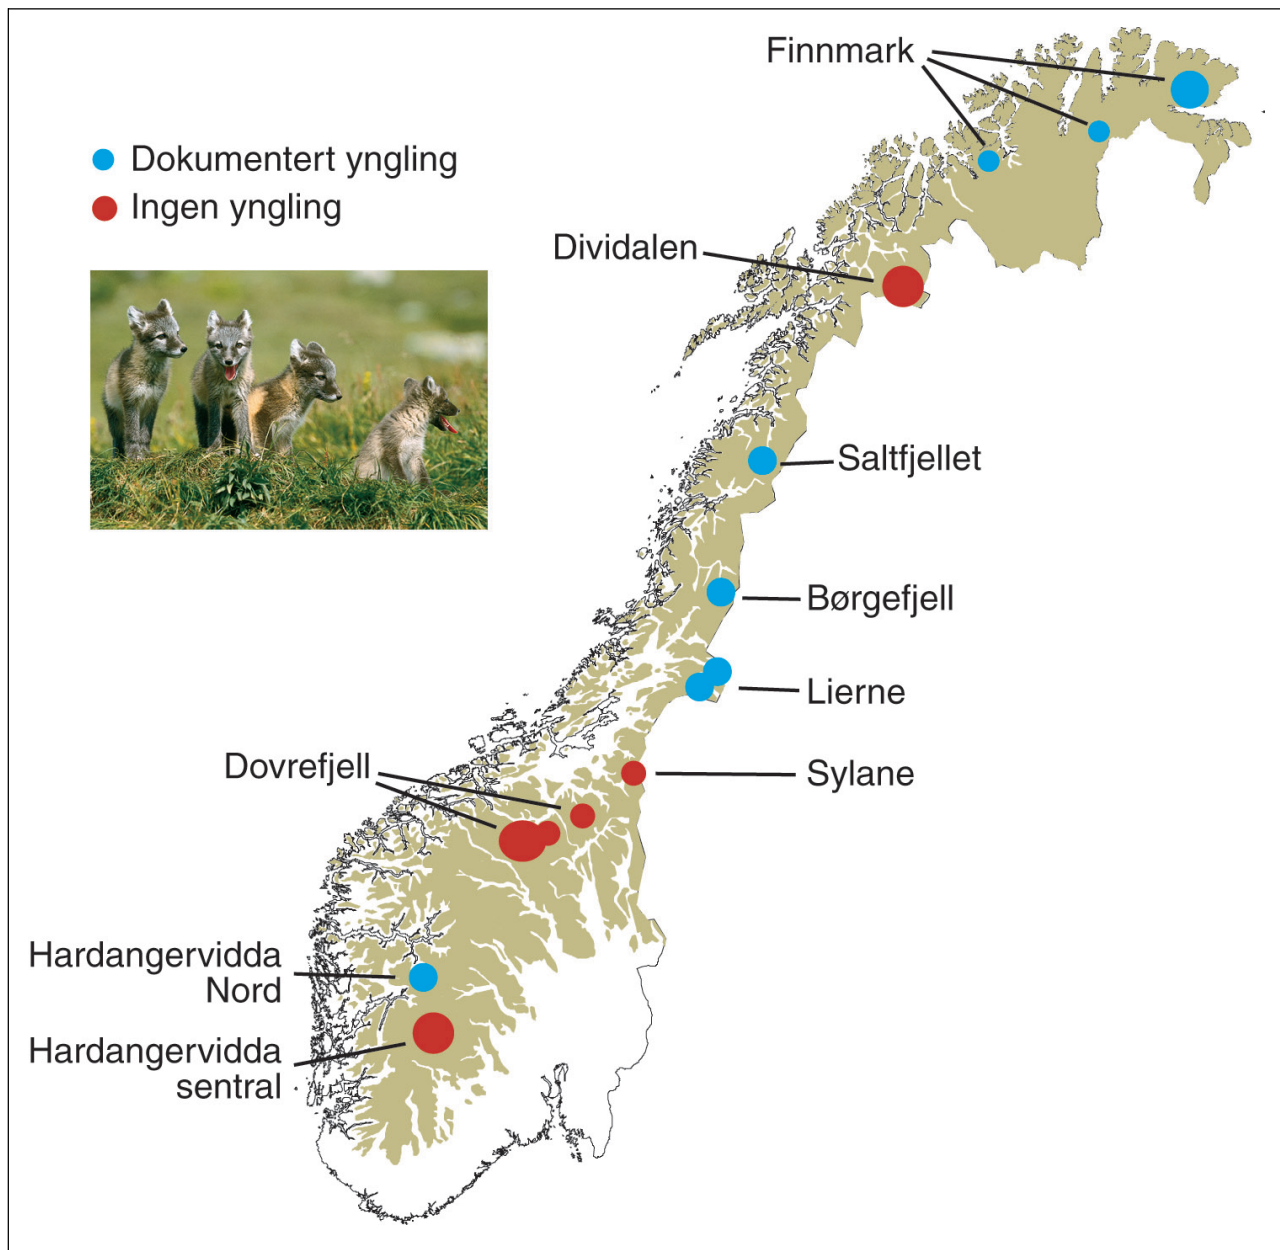 Finnmark
Dokumentert yngling
Ingen yngling
Dividalen
Saltfjellet
Børgefjell
Lierne
Dovrefjell
Sylane
Hardangervidda
Nord
Hardangervidda
sentral